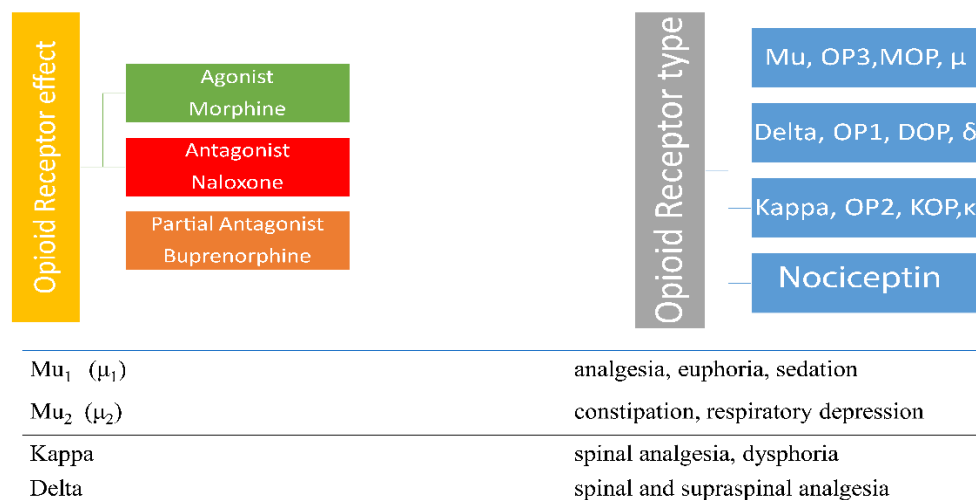 Opioid Receptor effect
Agonist
Morphine
Antagonist
Naloxone
Partial Antagonist
Buprenorphine
Opioid Receptor type
Mu, OP3,MOP, μ
Delta, OP1, DOP, δ
Kappa, OP2, KOP,κ
Nociceptin
Mu₁ (μ₁) analgesia, euphoria, sedation
Mu₂ (μ₂) constipation, respiratory depression
Kappa spinal analgesia, dysphoria
Delta spinal and supraspinal analgesia